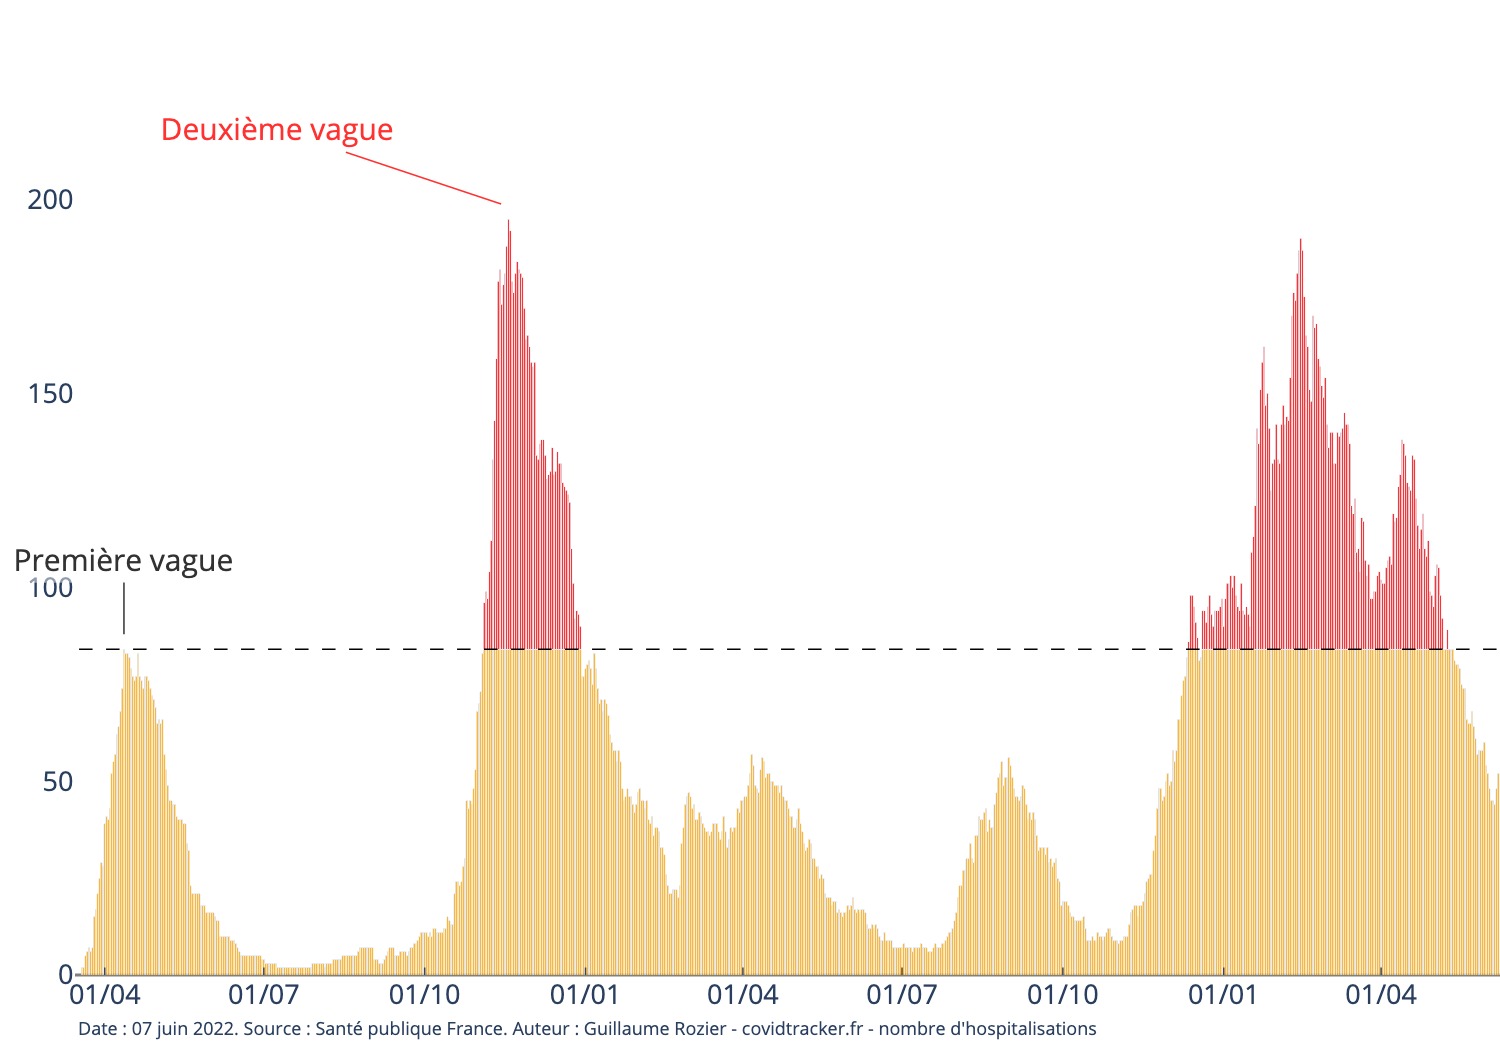 Deuxième vague
200
150
Première vague
100
50
0
01/04 01/07 01/10 01/01 01/04 01/07 01/10 01/01 01/04
Date : 07 juin 2022. Source : Santé publique France. Auteur : Guillaume Rozier - covidtracker.fr - nombre d'hospitalisations